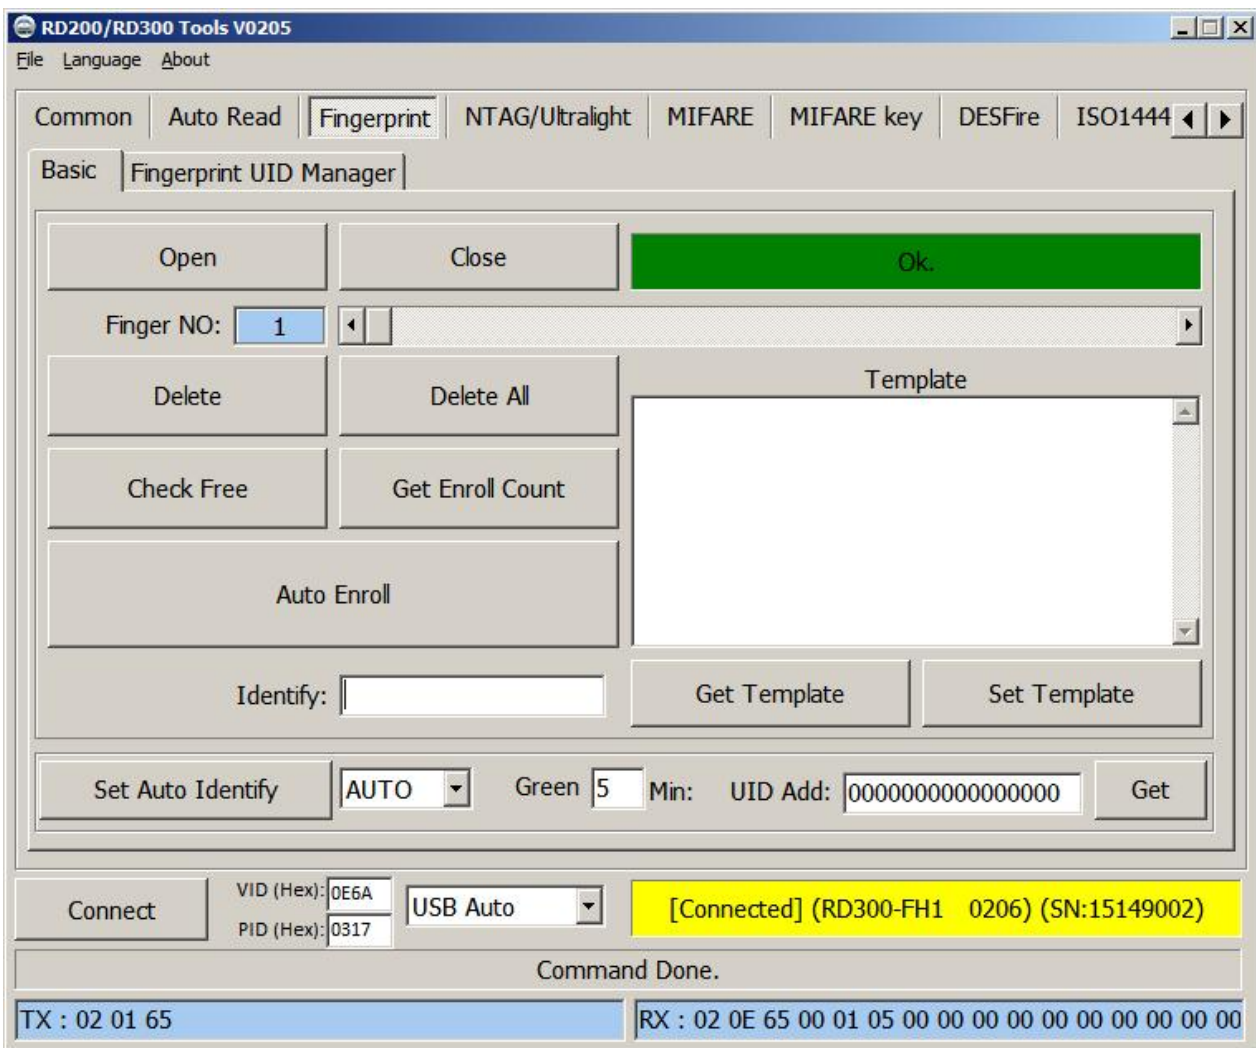 RD200/RD300 Tools V0205
File Language About
Common Auto Read Fingerprint NTAG/Ultralight MIFARE MIFARE key DESFire ISO1444
Basic Fingerprint UID Manager
Open Close Ok.
Finger NO: 1
Delete Delete All Template
Check Free Get Enroll Count
Auto Enroll
Identify: Get Template Set Template
Set Auto Identify AUTO Green 5 Min: UID Add: 0000000000000000 Get
Connect VID (Hex): 0E6A USB Auto [Connected] (RD300-FH1 0206) (SN:15149002)
PID (Hex): 0317
Command Done.
TX : 02 01 65 RX : 02 0E 65 00 01 05 00 00 00 00 00 00 00 00 00 00